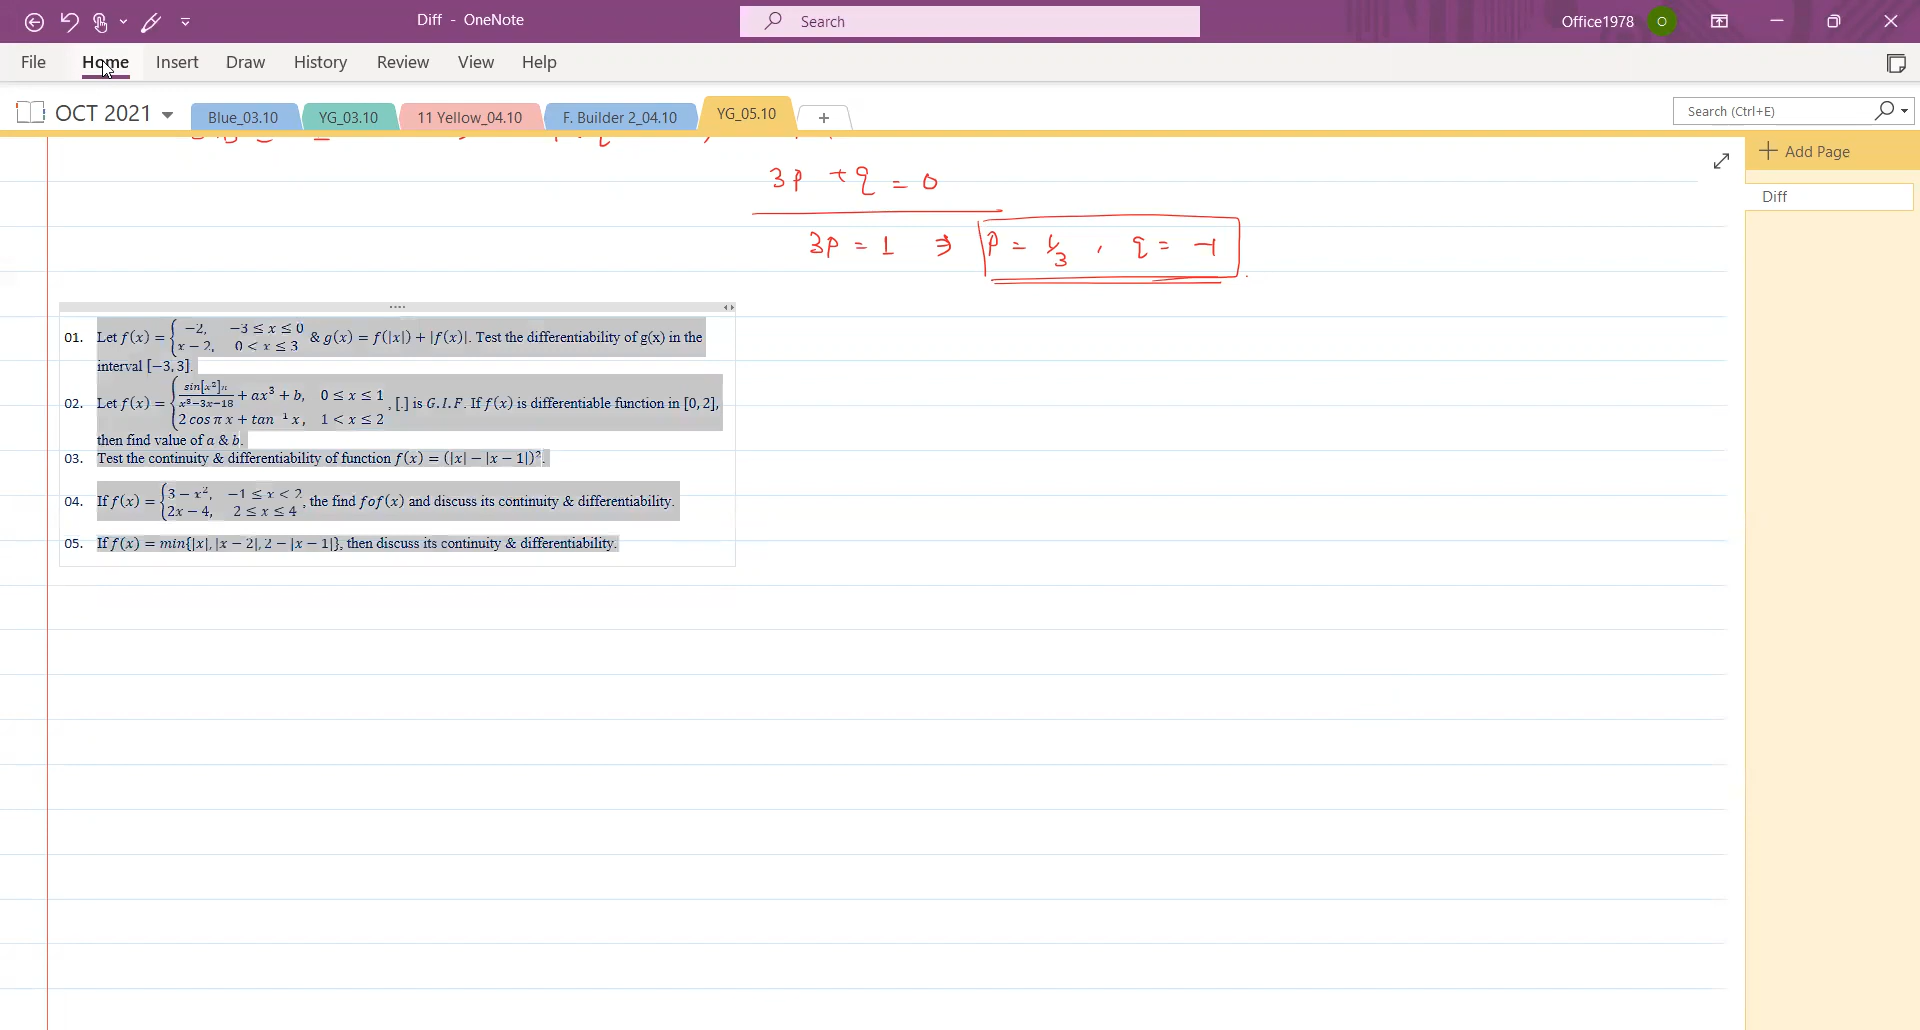 Diff - OneNote
Search
Office1978
O
File Home Insert Draw History Review View Help
OCT 2021
Blue_03.10
YG_03.10
11 Yellow_04.10
F. Builder 2_04.10
YG_05.10
+
Search (Ctrl+E)
Add Page
Diff
3p + q = 0
3p = 1 ⇒ p = 1/3 , q = -1
01. Let f(x) = { −2, −3 ≤ x ≤ 0
x − 2, 0 < x ≤ 3 & g(x) = f(|x|) + |f(x)|. Test the differentiability of g(x) in the
interval [−3, 3].
02. Let f(x) = { sin[x²]π / x²−3x−18 + ax³ + b, 0 ≤ x ≤ 1
2 cos π x + tan⁻¹ x, 1 < x ≤ 2 , [.] is G.I.F. If f(x) is differentiable function in [0, 2],
then find value of a & b.
03. Test the continuity & differentiability of function f(x) = (|x| − |x − 1|)².
04. If f(x) = { 3 − x², −1 ≤ x < 2
2x − 4, 2 ≤ x ≤ 4 , the find fof(x) and discuss its continuity & differentiability.
05. If f(x) = min{|x|, |x − 2|, 2 − |x − 1|}, then discuss its continuity & differentiability.